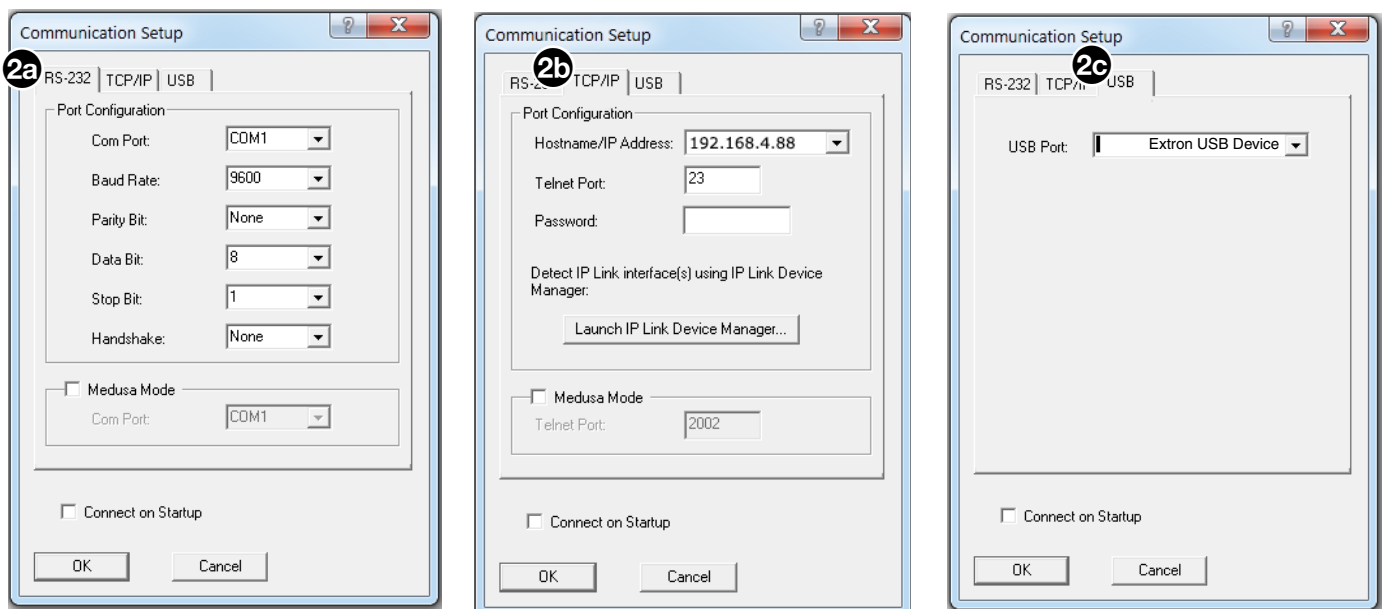 Communication Setup
2a
RS-232 TCP/IP USB
Port Configuration
Com Port: COM1
Baud Rate: 9600
Parity Bit: None
Data Bit: 8
Stop Bit: 1
Handshake: None
Medusa Mode
Com Port: COM1
Connect on Startup
OK Cancel
Communication Setup
2b
RS-23 TCP/IP USB
Port Configuration
Hostname/IP Address: 192.168.4.88
Telnet Port: 23
Password:
Detect IP Link interface(s) using IP Link Device
Manager:
Launch IP Link Device Manager...
Medusa Mode
Telnet Port: 2002
Connect on Startup
OK Cancel
Communication Setup
2c
RS-232 TCP/IP USB
USB Port: Extron USB Device
Connect on Startup
OK Cancel